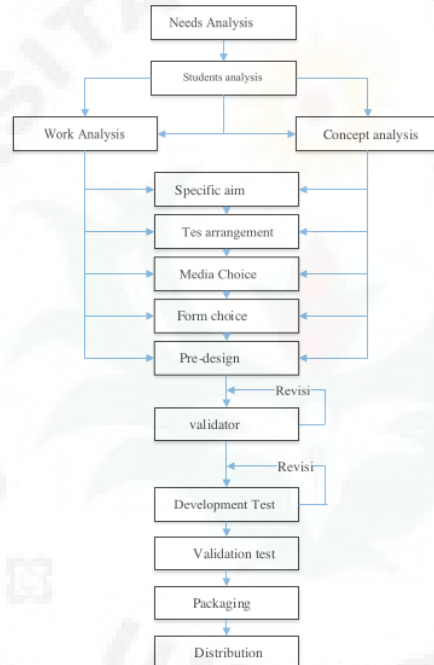 Needs Analysis
Students analysis
Work Analysis
Concept analysis
Specific aim
Tes arrangement
Media Choice
Form choice
Pre-design
Revisi
validator
Revisi
Development Test
Validation test
Packaging
Distribution